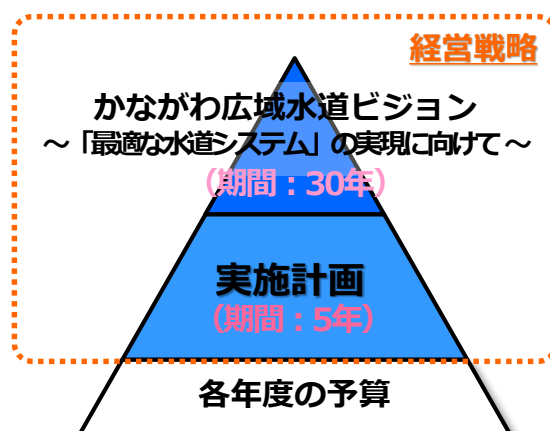 経営戦略
かながわ広域水道ビジョン
～「最適な水道システム」の実現に向けて～
（期間：30年）
実施計画
（期間：5年）
各年度の予算